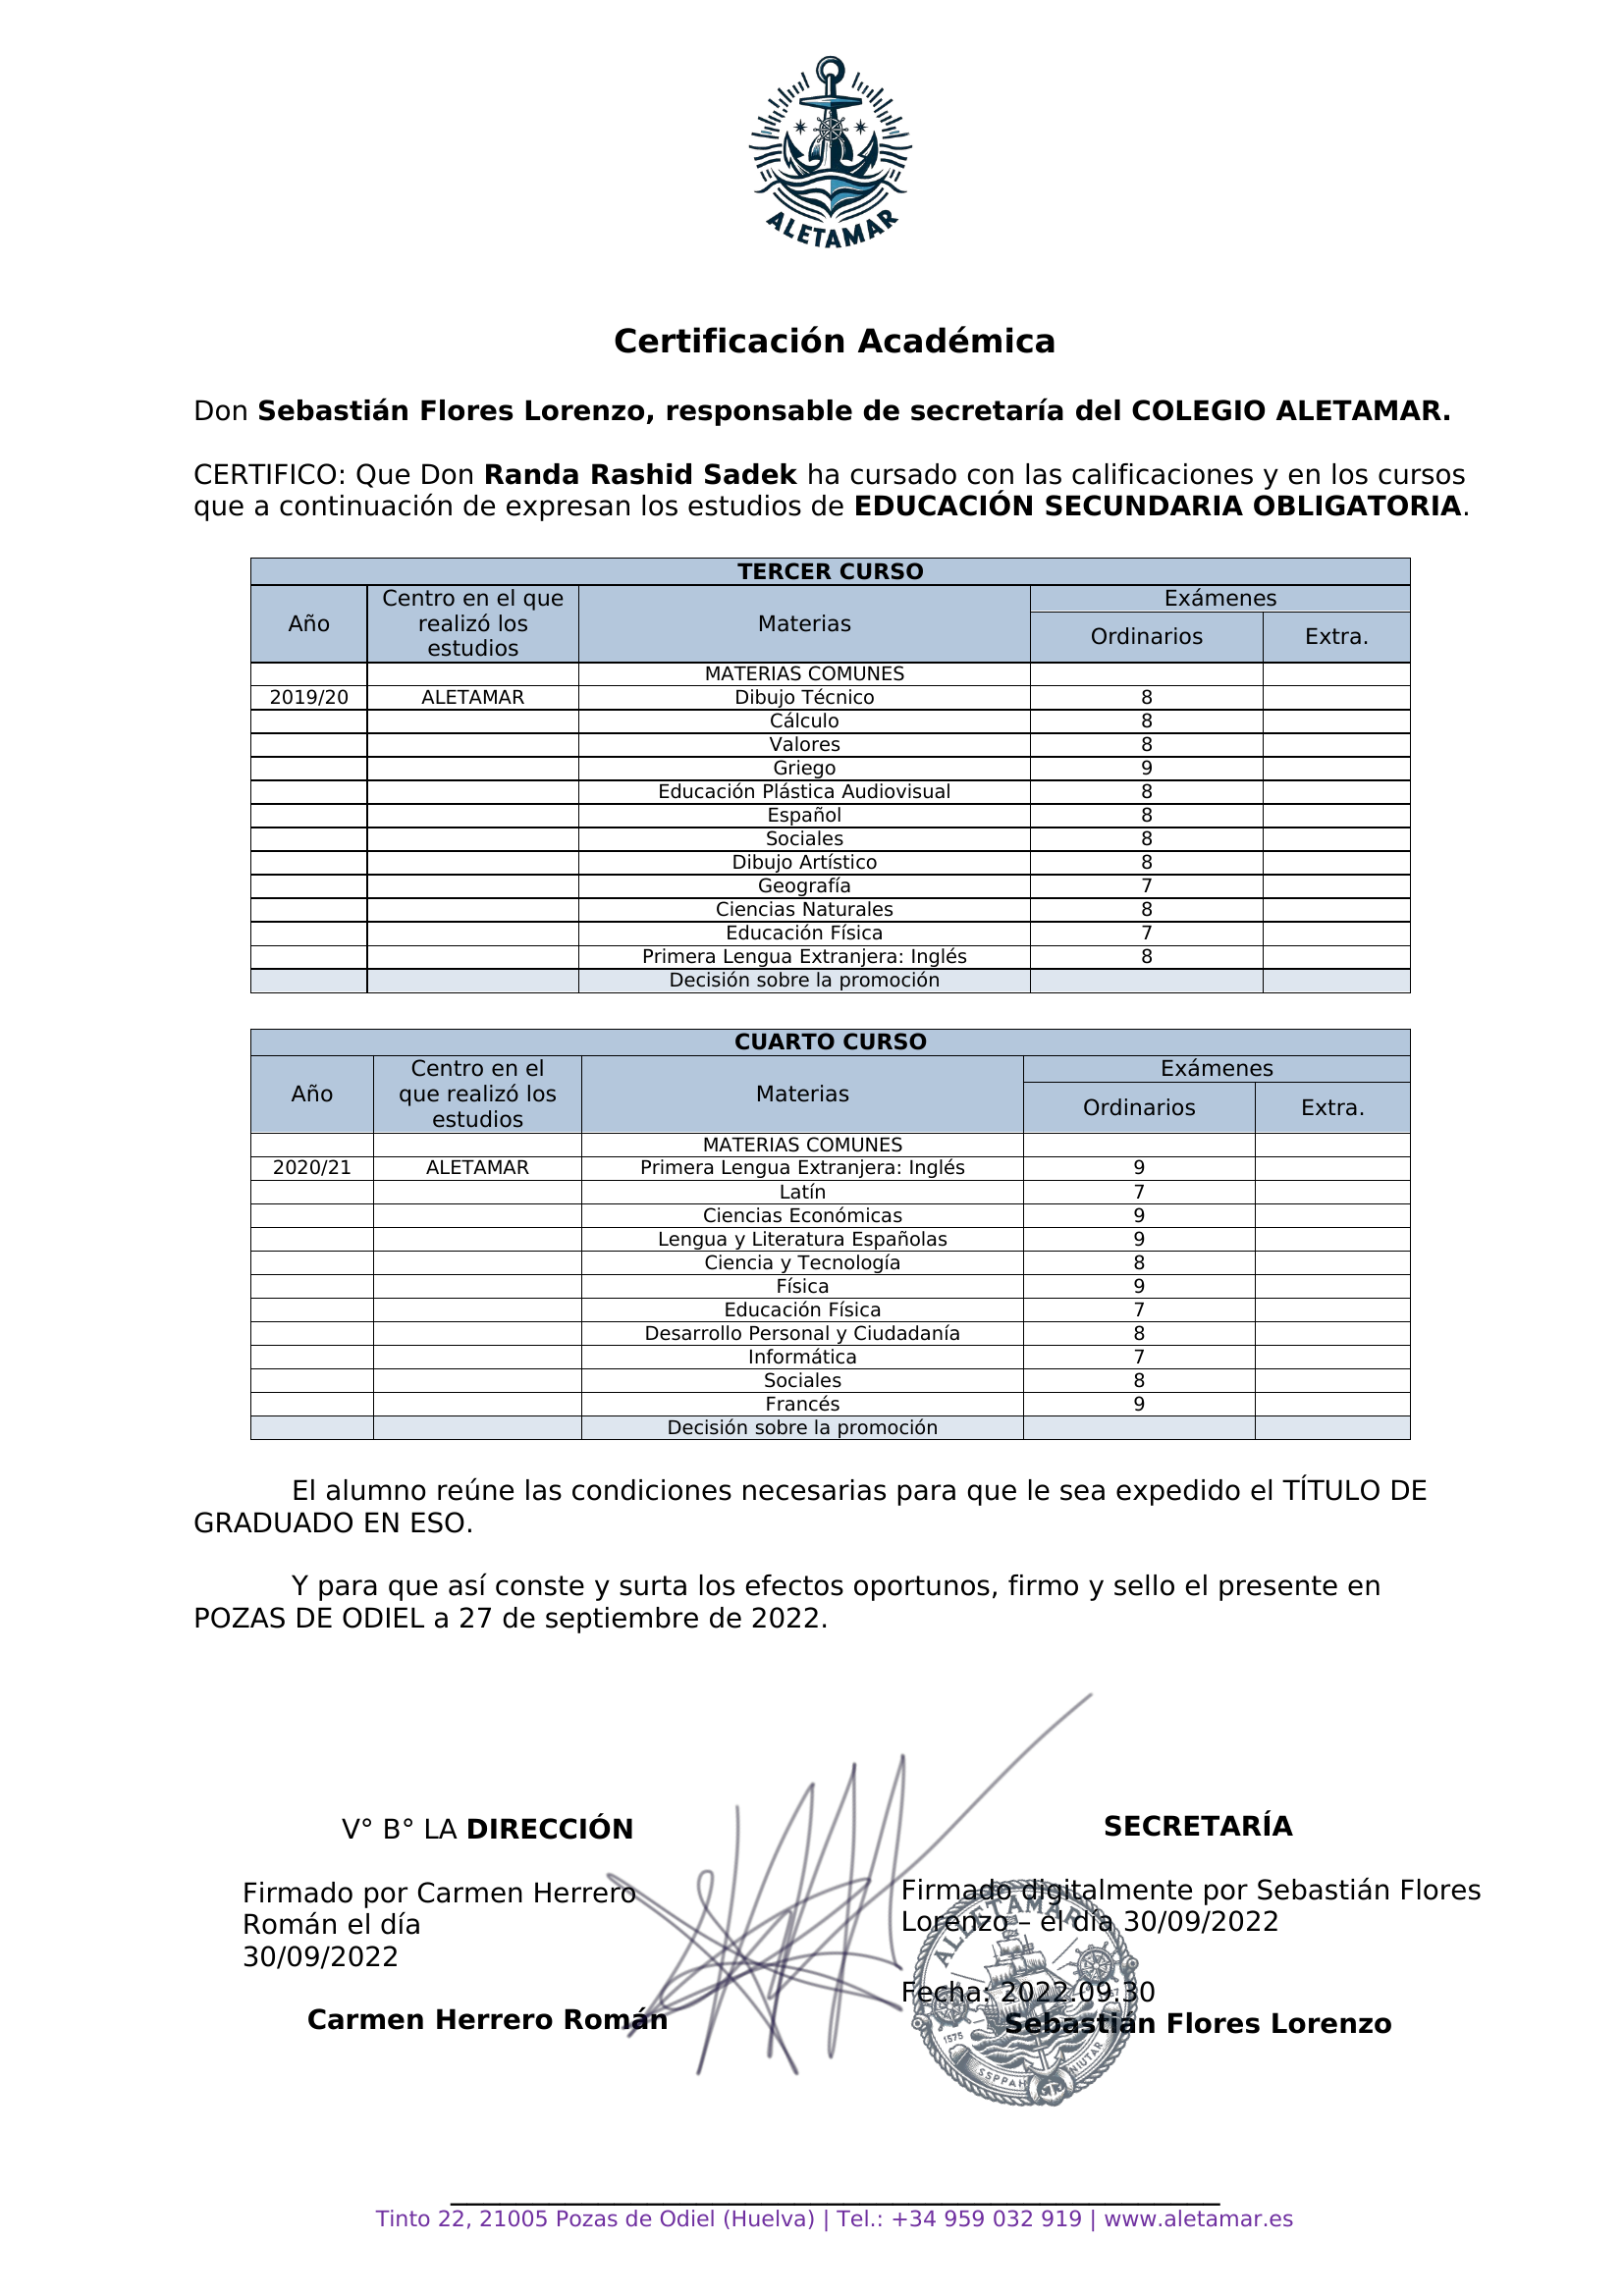 ALETAMAR
Certificación Académica
Don Sebastián Flores Lorenzo, responsable de secretaría del COLEGIO ALETAMAR.
CERTIFICO: Que Don Randa Rashid Sadek ha cursado con las calificaciones y en los cursos
que a continuación de expresan los estudios de EDUCACIÓN SECUNDARIA OBLIGATORIA.
TERCER CURSO
Año Centro en el que realizó los estudios Materias Exámenes
Ordinarios Extra.
MATERIAS COMUNES
2019/20 ALETAMAR Dibujo Técnico 8
Cálculo 8
Valores 8
Griego 9
Educación Plástica Audiovisual 8
Español 8
Sociales 8
Dibujo Artístico 8
Geografía 7
Ciencias Naturales 8
Educación Física 7
Primera Lengua Extranjera: Inglés 8
Decisión sobre la promoción
CUARTO CURSO
Año Centro en el que realizó los estudios Materias Exámenes
Ordinarios Extra.
MATERIAS COMUNES
2020/21 ALETAMAR Primera Lengua Extranjera: Inglés 9
Latín 7
Ciencias Económicas 9
Lengua y Literatura Españolas 9
Ciencia y Tecnología 8
Física 9
Educación Física 7
Desarrollo Personal y Ciudadanía 8
Informática 7
Sociales 8
Francés 9
Decisión sobre la promoción
El alumno reúne las condiciones necesarias para que le sea expedido el TÍTULO DE
GRADUADO EN ESO.
Y para que así conste y surta los efectos oportunos, firmo y sello el presente en
POZAS DE ODIEL a 27 de septiembre de 2022.
V° B° LA DIRECCIÓN
Firmado por Carmen Herrero
Román el día
30/09/2022
Carmen Herrero Román
SECRETARÍA
Firmado digitalmente por Sebastián Flores
Lorenzo – el día 30/09/2022
Fecha: 2022.09.30
Sebastián Flores Lorenzo
ALLETAMAR
1575
SSPPAH
NIUTAR
Tinto 22, 21005 Pozas de Odiel (Huelva) | Tel.: +34 959 032 919 | www.aletamar.es